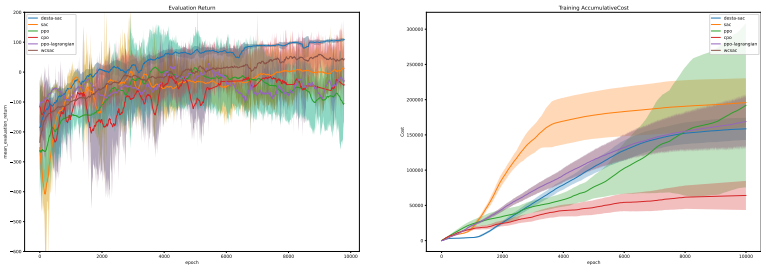 Evaluation Return
200
100
0
−100
−200
−300
−400
−500
−600
mean_evaluation_return
0
2000
4000
6000
8000
10000
epoch
desta-sac
sac
ppo
cpo
ppo-lagrangian
wcsac
Training AccumulativeCost
300000
250000
200000
150000
100000
50000
0
Cost
0
2000
4000
6000
8000
10000
epoch
desta-sac
sac
ppo
cpo
ppo-lagrangian
wcsac